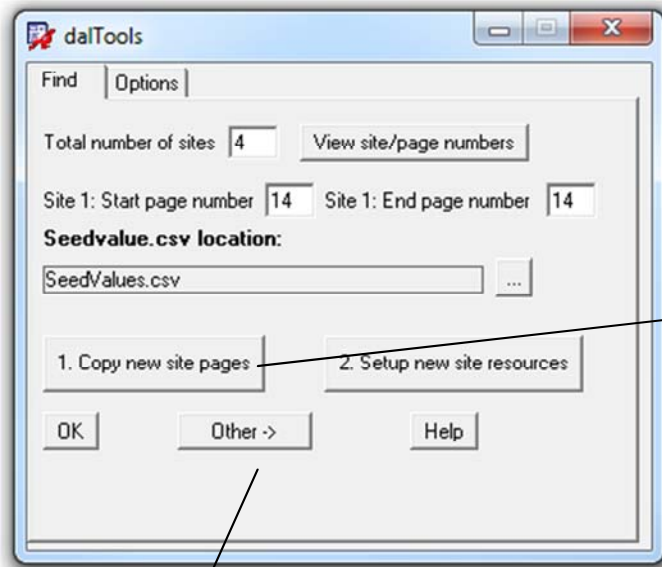 dalTools
Find Options
Total number of sites 4 View site/page numbers
Site 1: Start page number 14 Site 1: End page number 14
Seedvalue.csv location:
SeedValues.csv ...
1. Copy new site pages 2. Setup new site resources
OK Other -> Help